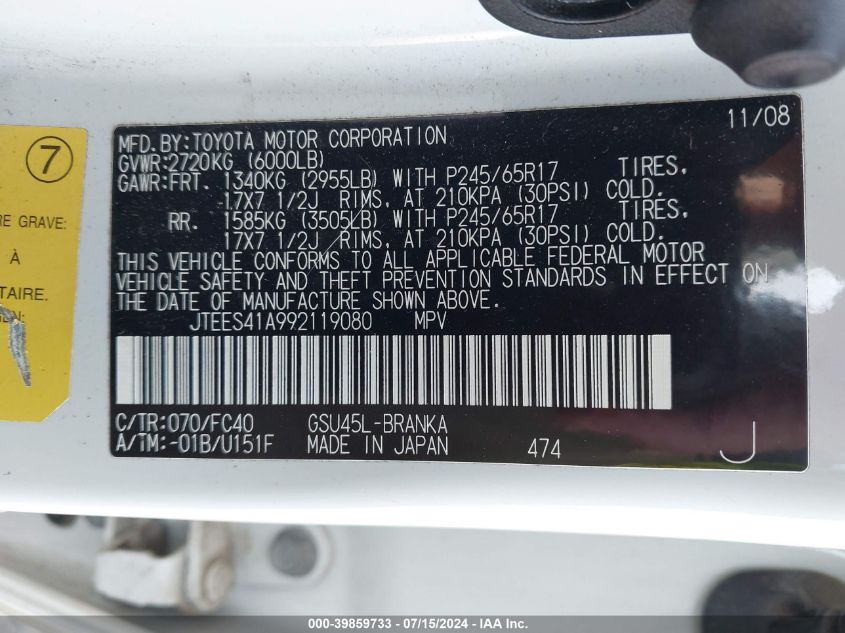 7
RE GRAVE:
À
TAIRE.
11/08
MFD. BY:TOYOTA MOTOR CORPORATION
GVWR:2720KG (6000LB)
GAWR:FRT. 1340KG (2955LB) WITH P245/65R17 TIRES.
17X7 1/2J RIMS, AT 210KPA (30PSI) COLD.
RR. 1585KG (3505LB) WITH P245/65R17 TIRES.
17X7 1/2J RIMS, AT 210KPA (30PSI) COLD.
THIS VEHICLE CONFORMS TO ALL APPLICABLE FEDERAL MOTOR
VEHICLE SAFETY AND THEFT PREVENTION STANDARDS IN EFFECT ON
THE DATE OF MANUFACTURE SHOWN ABOVE.
JTEES41A992119080 MPV
C/TR:070/FC40 GSU45L-BRANKA
A/TM:-01B/U151F MADE IN JAPAN 474 J
000-39859733 - 07/15/2024 - IAA Inc.